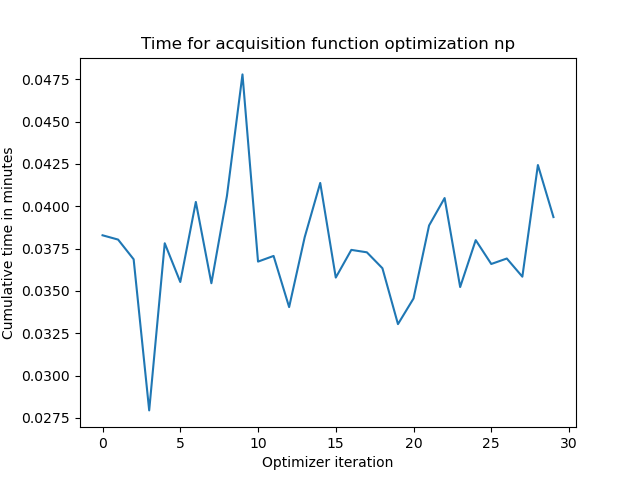 Time for acquisition function optimization np
Cumulative time in minutes
0.0475
0.0450
0.0425
0.0400
0.0375
0.0350
0.0325
0.0300
0.0275
0 5 10 15 20 25 30
Optimizer iteration